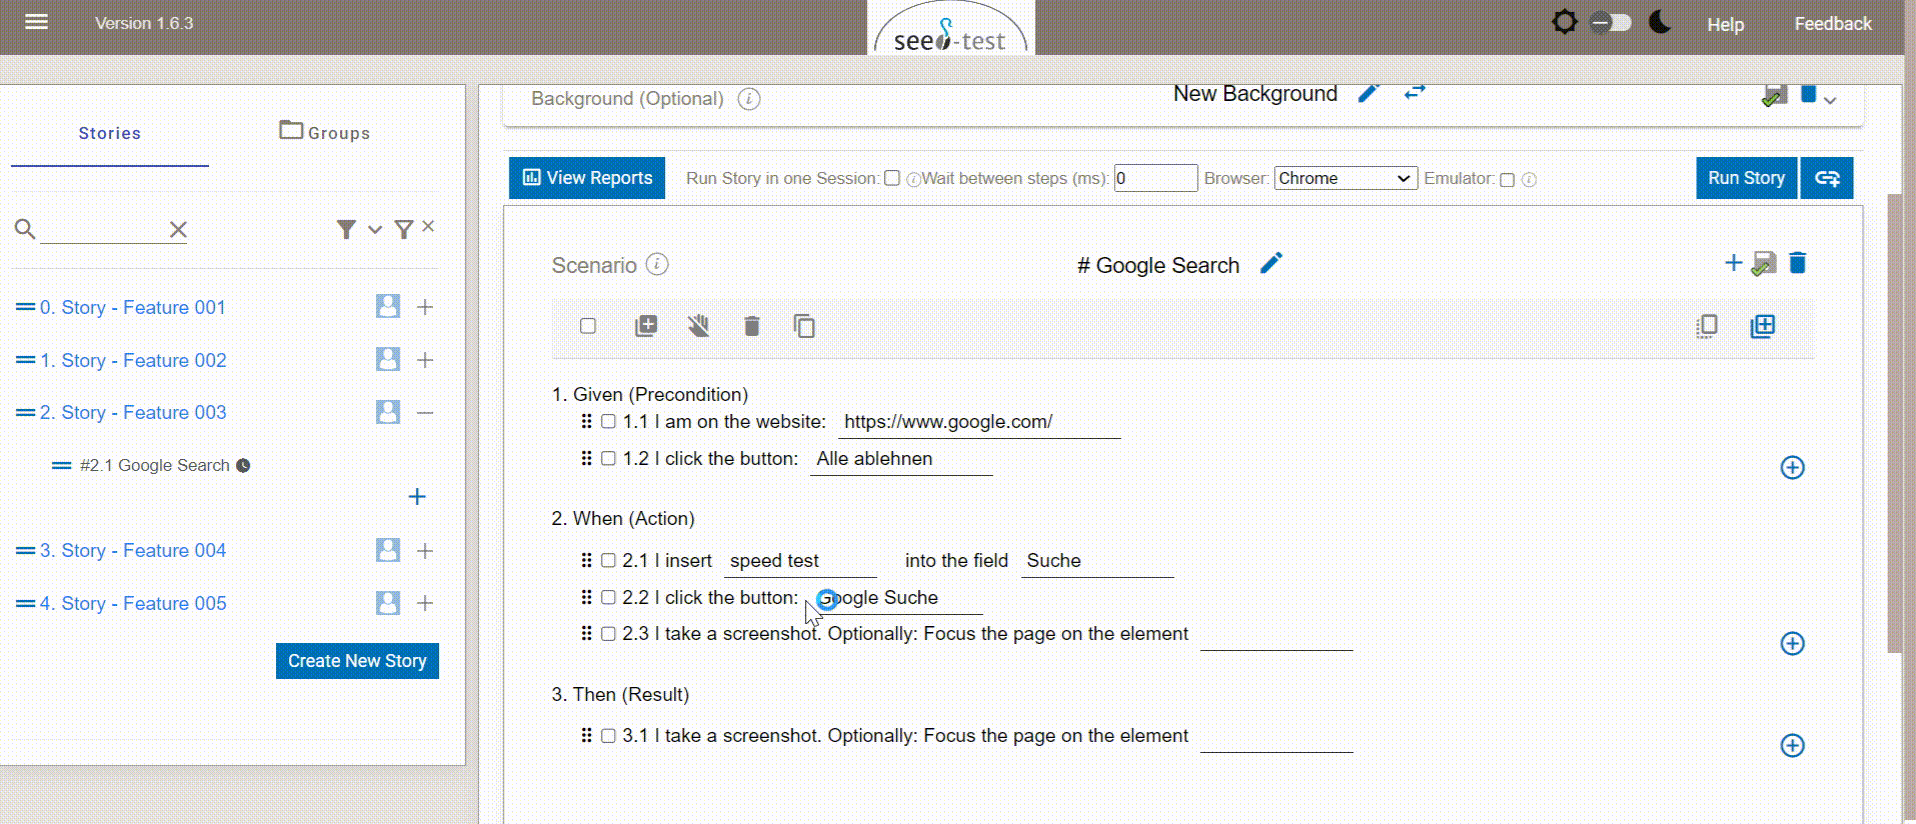 Version 1.6.3
seed-test
Help
Feedback
Stories
Groups
0. Story - Feature 001
1. Story - Feature 002
2. Story - Feature 003
#2.1 Google Search
3. Story - Feature 004
4. Story - Feature 005
Create New Story
Background (Optional)
New Background
View Reports
Run Story in one Session:
Wait between steps (ms): 0
Browser: Chrome
Emulator:
Run Story
Scenario
# Google Search
1. Given (Precondition)
1.1 I am on the website: https://www.google.com/
1.2 I click the button: Alle ablehnen
2. When (Action)
2.1 I insert speed test into the field Suche
2.2 I click the button: Google Suche
2.3 I take a screenshot. Optionally: Focus the page on the element
3. Then (Result)
3.1 I take a screenshot. Optionally: Focus the page on the element